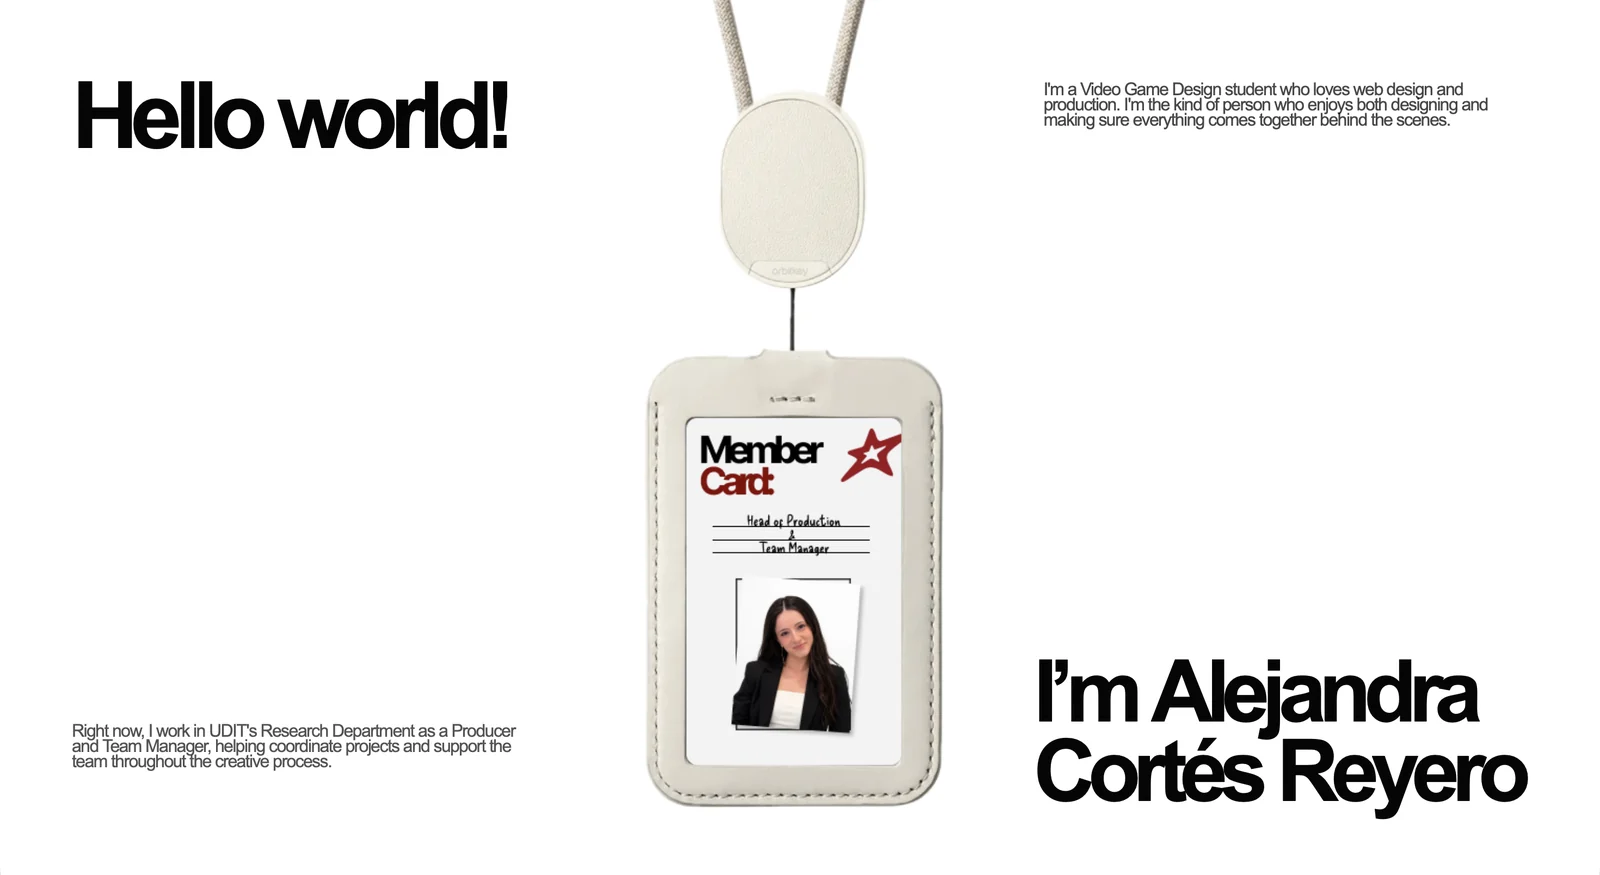 Hello world!
I'm a Video Game Design student who loves web design and
production. I'm the kind of person who enjoys both designing and
making sure everything comes together behind the scenes.
orbitkey
Member
Card:
Head of Production
&
Team Manager
I’m Alejandra
Cortés Reyero
Right now, I work in UDIT's Research Department as a Producer
and Team Manager, helping coordinate projects and support the
team throughout the creative process.